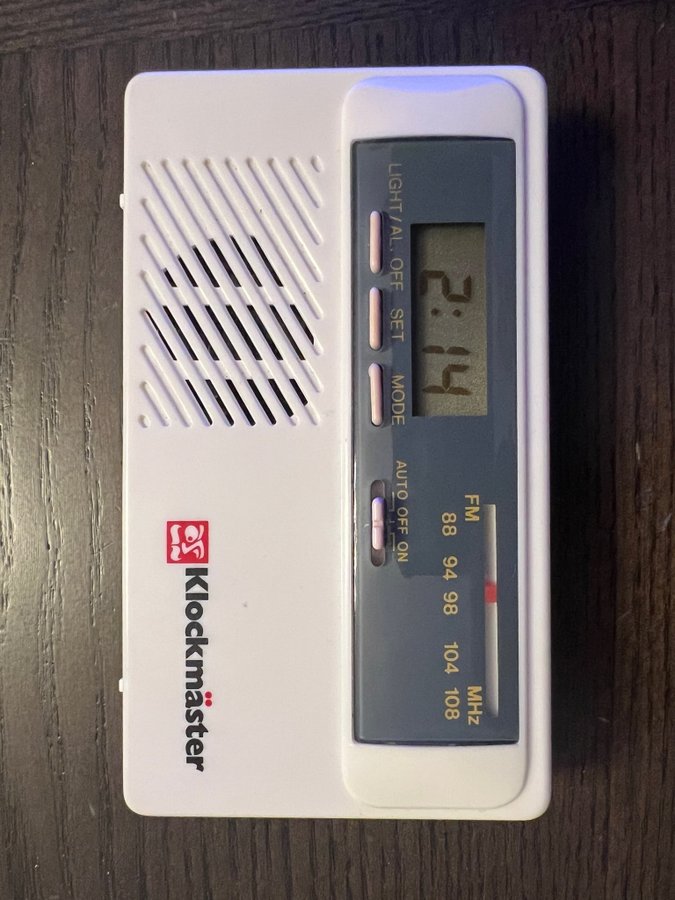 2:14
LIGHT/AL. OFF SET MODE
FM
88 94 98 104 108
MHz
AUTO OFF ON
Klockmäster